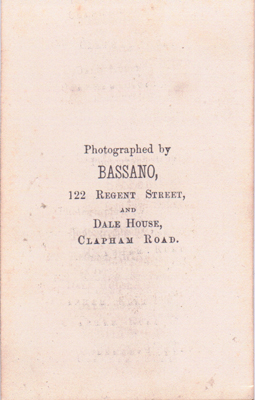 Photographed by
BASSANO,
122 REGENT STREET,
AND
DALE HOUSE,
CLAPHAM ROAD.